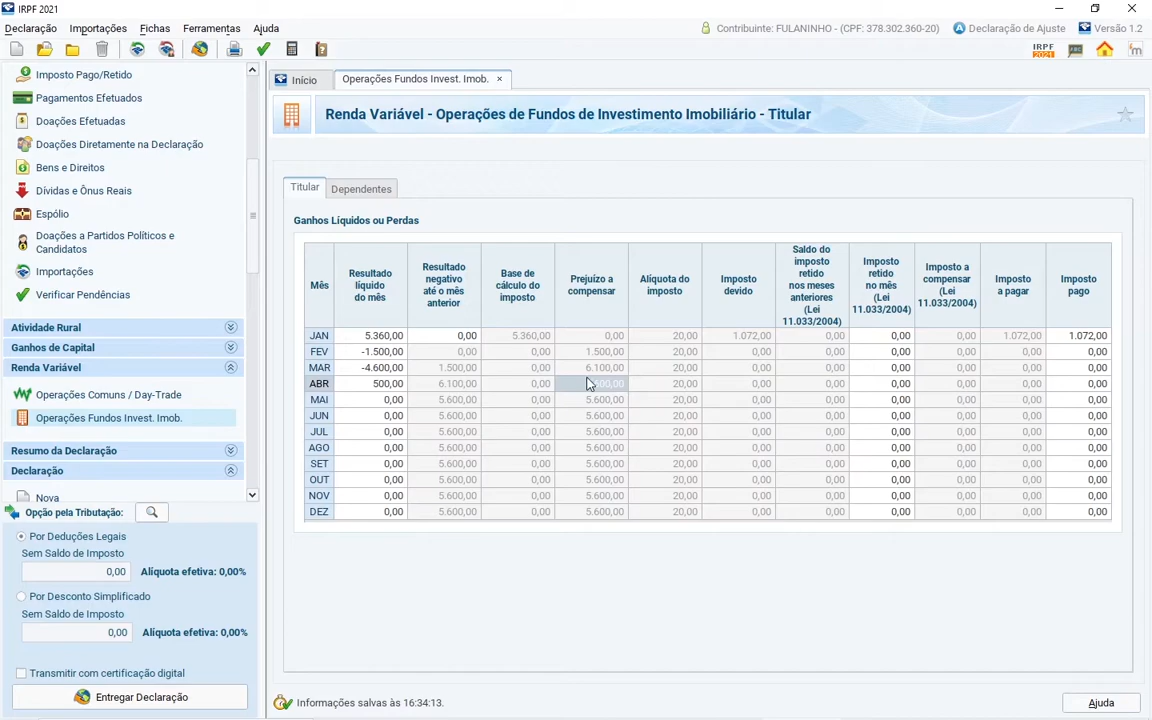 IRPF 2021
Declaração Importações Fichas Ferramentas Ajuda
Contribuinte: FULANINHO - (CPF: 378.302.360-20) Declaração de Ajuste Versão 1.2
IRPF
2021
Imposto Pago/Retido
Pagamentos Efetuados
Doações Efetuadas
Doações Diretamente na Declaração
Bens e Direitos
Dívidas e Ônus Reais
Espólio
Doações a Partidos Políticos e
Candidatos
Importações
Verificar Pendências
Atividade Rural
Ganhos de Capital
Renda Variável
Operações Comuns / Day-Trade
Operações Fundos Invest. Imob.
Resumo da Declaração
Declaração
Nova
Opção pela Tributação:
Por Deduções Legais
Sem Saldo de Imposto
0,00 Alíquota efetiva: 0,00%
Por Desconto Simplificado
Sem Saldo de Imposto
0,00 Alíquota efetiva: 0,00%
Transmitir com certificação digital
Entregar Declaração
Início Operações Fundos Invest. Imob. ×
Renda Variável - Operações de Fundos de Investimento Imobiliário - Titular
Titular Dependentes
Ganhos Líquidos ou Perdas
Mês
Resultado
líquido
do mês
Resultado
negativo
até o mês
anterior
Base de
cálculo do
imposto
Prejuízo a
compensar
Alíquota do
imposto
Imposto
devido
Saldo do
imposto
retido
nos meses
anteriores
(Lei
11.033/2004)
Imposto
retido
no mês
(Lei
11.033/2004)
Imposto a
compensar
(Lei
11.033/2004)
Imposto
a pagar
Imposto
pago
JAN 5.360,00 0,00 5.360,00 0,00 20,00 1.072,00 0,00 0,00 0,00 1.072,00 1.072,00
FEV -1.500,00 0,00 0,00 1.500,00 20,00 0,00 0,00 0,00 0,00 0,00 0,00
MAR -4.600,00 1.500,00 0,00 6.100,00 20,00 0,00 0,00 0,00 0,00 0,00 0,00
ABR 500,00 6.100,00 0,00 20,00 0,00 0,00 0,00 0,00 0,00 0,00
MAI 0,00 5.600,00 0,00 5.600,00 20,00 0,00 0,00 0,00 0,00 0,00 0,00
JUN 0,00 5.600,00 0,00 5.600,00 20,00 0,00 0,00 0,00 0,00 0,00 0,00
JUL 0,00 5.600,00 0,00 5.600,00 20,00 0,00 0,00 0,00 0,00 0,00 0,00
AGO 0,00 5.600,00 0,00 5.600,00 20,00 0,00 0,00 0,00 0,00 0,00 0,00
SET 0,00 5.600,00 0,00 5.600,00 20,00 0,00 0,00 0,00 0,00 0,00 0,00
OUT 0,00 5.600,00 0,00 5.600,00 20,00 0,00 0,00 0,00 0,00 0,00 0,00
NOV 0,00 5.600,00 0,00 5.600,00 20,00 0,00 0,00 0,00 0,00 0,00 0,00
DEZ 0,00 5.600,00 0,00 5.600,00 20,00 0,00 0,00 0,00 0,00 0,00 0,00
Informações salvas às 16:34:13.
Ajuda